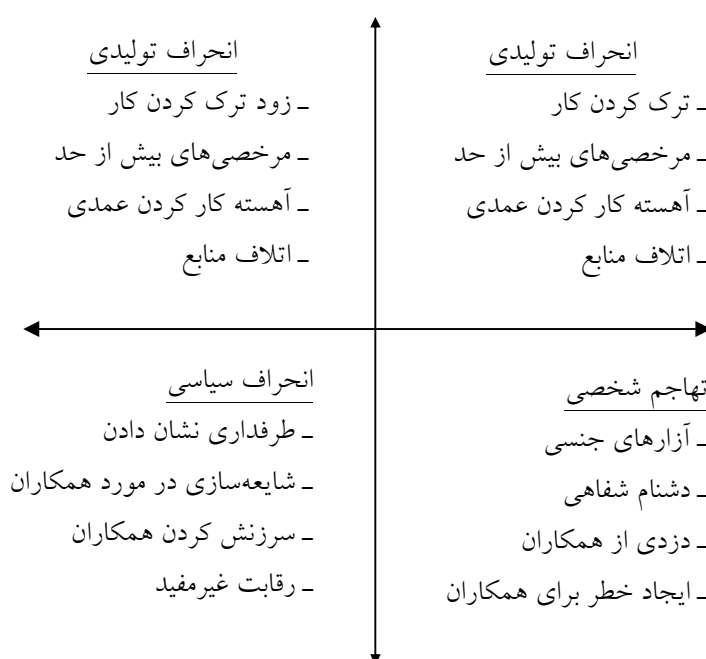 انحراف تولیدی
ـ ترک کردن کار
ـ مرخصی‌های بیش از حد
ـ آهسته کار کردن عمدی
ـ اتلاف منابع
انحراف تولیدی
ـ زود ترک کردن کار
ـ مرخصی‌های بیش از حد
ـ آهسته کار کردن عمدی
ـ اتلاف منابع
تهاجم شخصی
ـ آزارهای جنسی
ـ دشنام شفاهی
ـ دزدی از همکاران
ـ ایجاد خطر برای همکاران
انحراف سیاسی
ـ طرفداری نشان دادن
ـ شایعه‌سازی در مورد همکاران
ـ سرزنش کردن همکاران
ـ رقابت غیرمفید